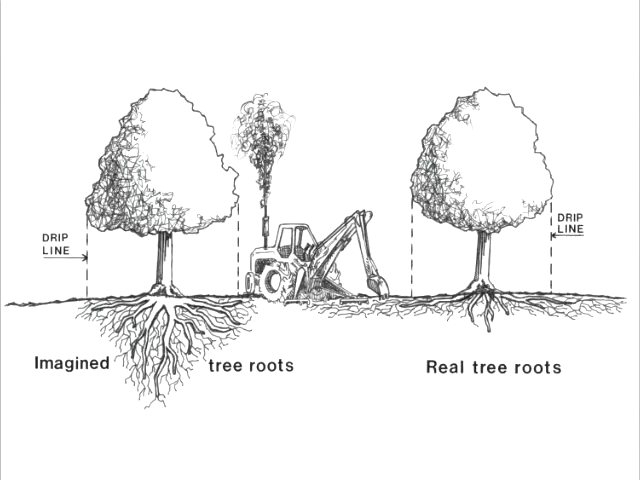 DRIP
LINE
DRIP
LINE
Imagined tree roots
Real tree roots